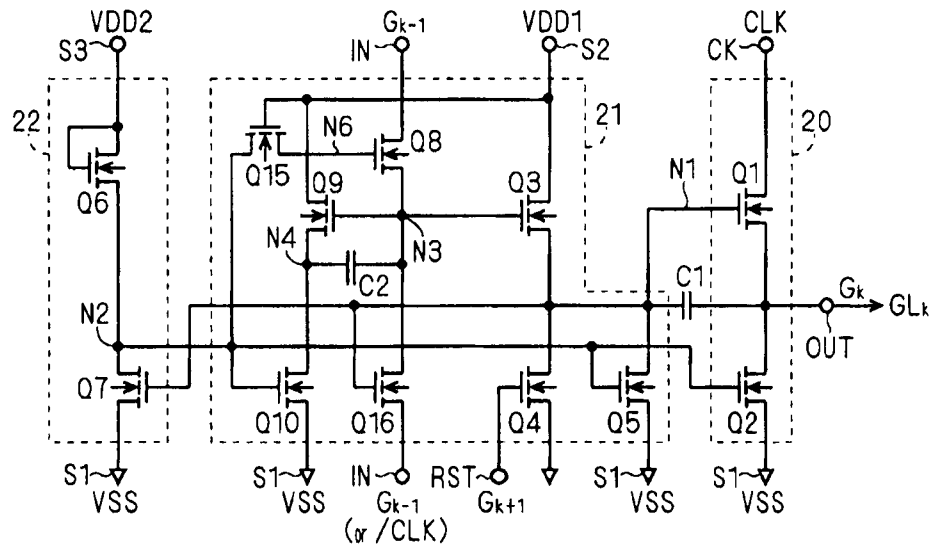 VDD2 Gk-1 VDD1 CLK
S3 IN S2 CK
22 21 20
N6 Q8
Q15 Q1
Q6 Q9 Q3 N1
N4 N3
C2 C1 Gk GLk
N2 OUT
Q7
Q10 Q16 Q4 Q5 Q2
S1 S1 IN RST S1 S1
VSS VSS Gk-1 Gk+1 VSS VSS
(or /CLK)